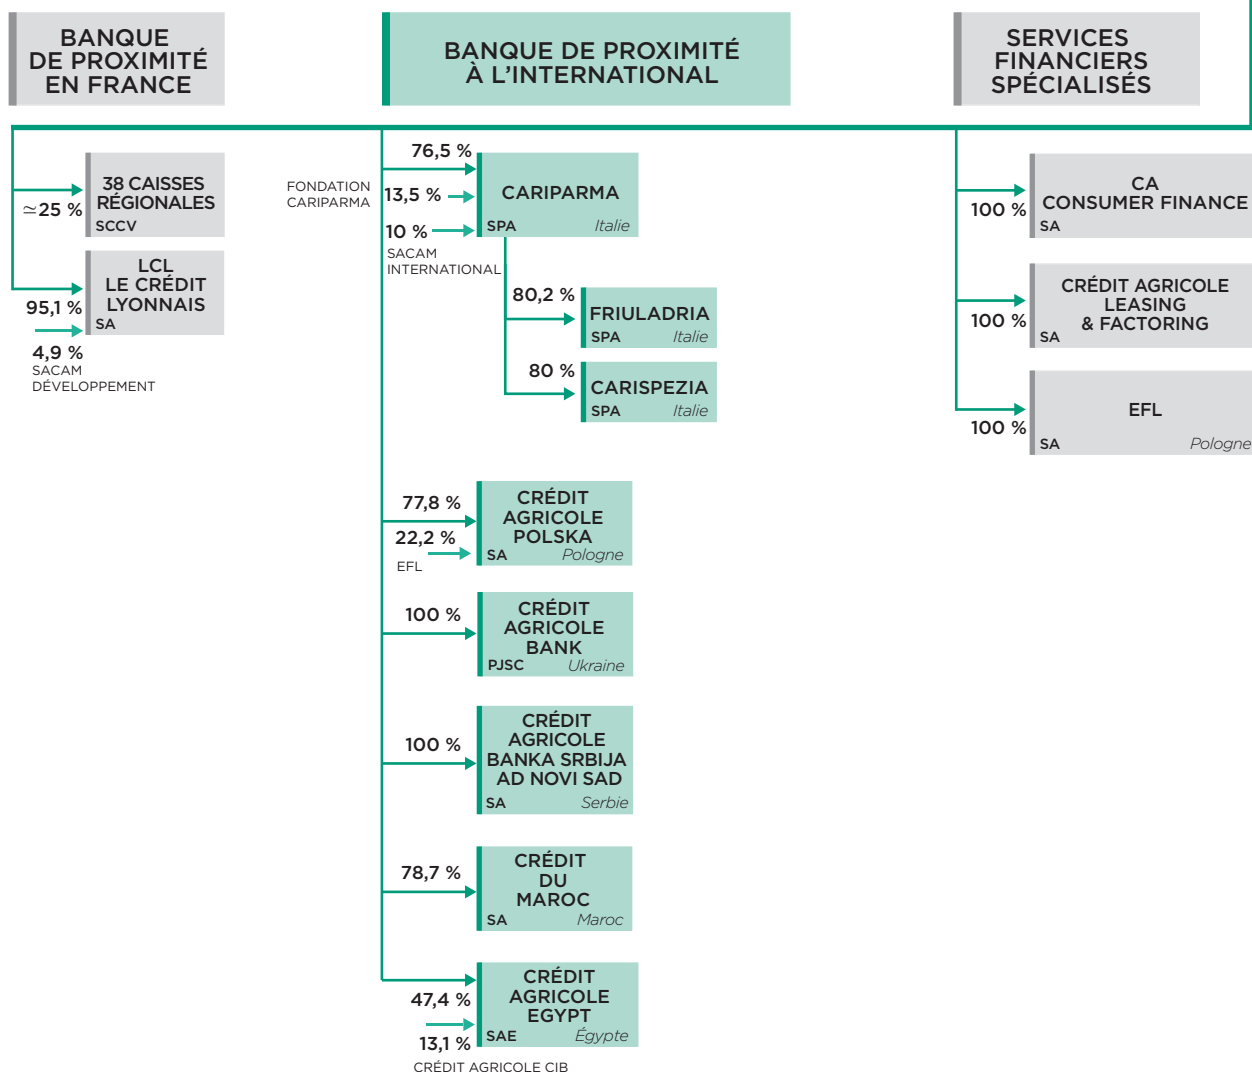 BANQUE
DE PROXIMITÉ
EN FRANCE
BANQUE DE PROXIMITÉ
À L'INTERNATIONAL
SERVICES
FINANCIERS
SPÉCIALISÉS
≃25 %
38 CAISSES
RÉGIONALES
SCCV
95,1 %
LCL
LE CRÉDIT
LYONNAIS
SA
4,9 %
SACAM
DÉVELOPPEMENT
76,5 %
FONDATION
CARIPARMA
13,5 %
10 %
SACAM
INTERNATIONAL
CARIPARMA
SPA Italie
80,2 %
FRIULADRIA
SPA Italie
80 %
CARISPEZIA
SPA Italie
77,8 %
22,2 %
EFL
CRÉDIT
AGRICOLE
POLSKA
SA Pologne
100 %
CRÉDIT
AGRICOLE
BANK
PJSC Ukraine
100 %
CRÉDIT
AGRICOLE
BANKA SRBIJA
AD NOVI SAD
SA Serbie
78,7 %
CRÉDIT
DU
MAROC
SA Maroc
47,4 %
13,1 %
CRÉDIT AGRICOLE CIB
CRÉDIT
AGRICOLE
EGYPT
SAE Égypte
100 %
CA
CONSUMER FINANCE
SA
100 %
CRÉDIT AGRICOLE
LEASING
& FACTORING
SA
100 %
EFL
SA Pologne